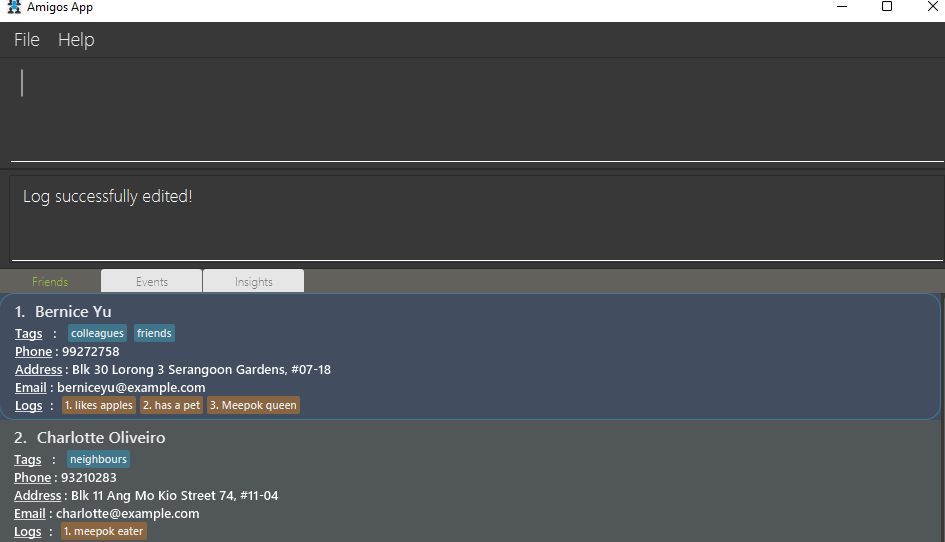 Amigos App
File Help
Log successfully edited!
Friends Events Insights
1. Bernice Yu
Tags : colleagues friends
Phone : 99272758
Address : Blk 30 Lorong 3 Serangoon Gardens, #07-18
Email : berniceyu@example.com
Logs : 1. likes apples 2. has a pet 3. Meepok queen
2. Charlotte Oliveiro
Tags : neighbours
Phone : 93210283
Address : Blk 11 Ang Mo Kio Street 74, #11-04
Email : charlotte@example.com
Logs : 1. meepok eater